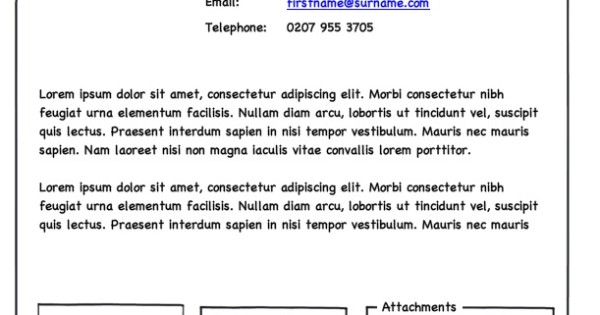 Email: firstname@surname.com
Telephone: 0207 955 3705
Lorem ipsum dolor sit amet, consectetur adipiscing elit. Morbi consectetur nibh
feugiat urna elementum facilisis. Nullam diam arcu, lobortis ut tincidunt vel, suscipit
quis lectus. Praesent interdum sapien in nisi tempor vestibulum. Mauris nec mauris
sapien. Nam laoreet nisi non magna iaculis vitae convallis lorem porttitor.
Lorem ipsum dolor sit amet, consectetur adipiscing elit. Morbi consectetur nibh
feugiat urna elementum facilisis. Nullam diam arcu, lobortis ut tincidunt vel, suscipit
quis lectus. Praesent interdum sapien in nisi tempor vestibulum. Mauris nec mauris
Attachments